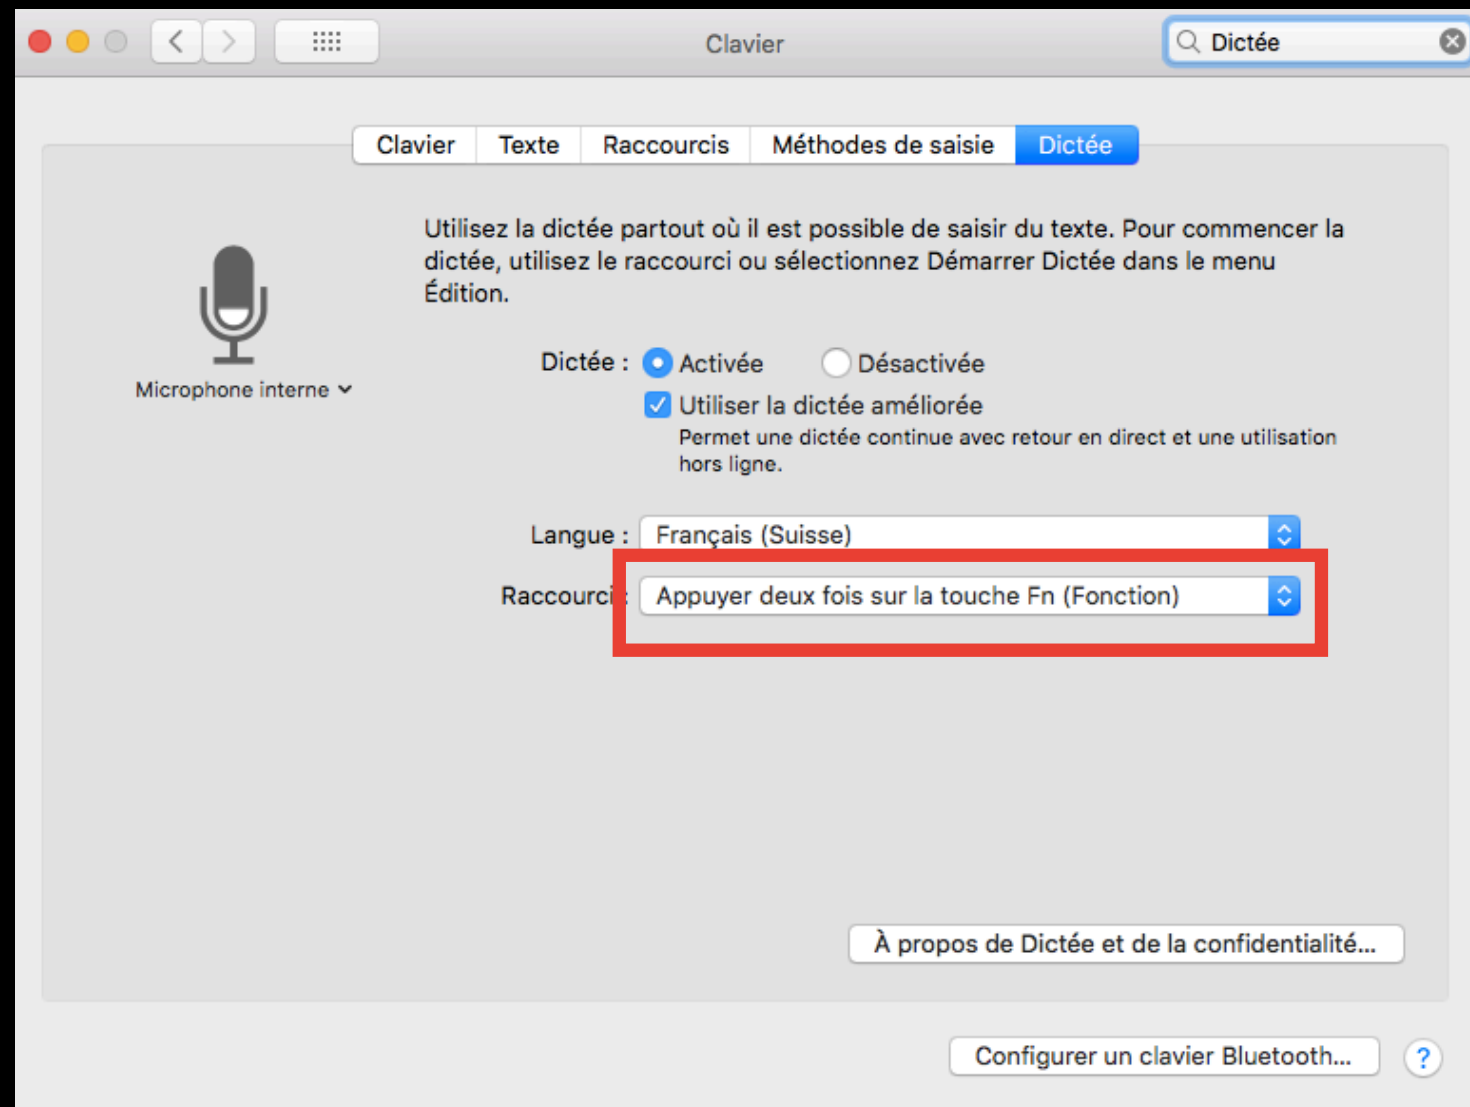 Clavier
Dictée
Clavier
Texte
Raccourcis
Méthodes de saisie
Dictée
Utilisez la dictée partout où il est possible de saisir du texte. Pour commencer la
dictée, utilisez le raccourci ou sélectionnez Démarrer Dictée dans le menu
Édition.
Microphone interne
Dictée :
Activée
Désactivée
Utiliser la dictée améliorée
Permet une dictée continue avec retour en direct et une utilisation
hors ligne.
Langue :
Français (Suisse)
Raccourci :
Appuyer deux fois sur la touche Fn (Fonction)
À propos de Dictée et de la confidentialité...
Configurer un clavier Bluetooth...
?